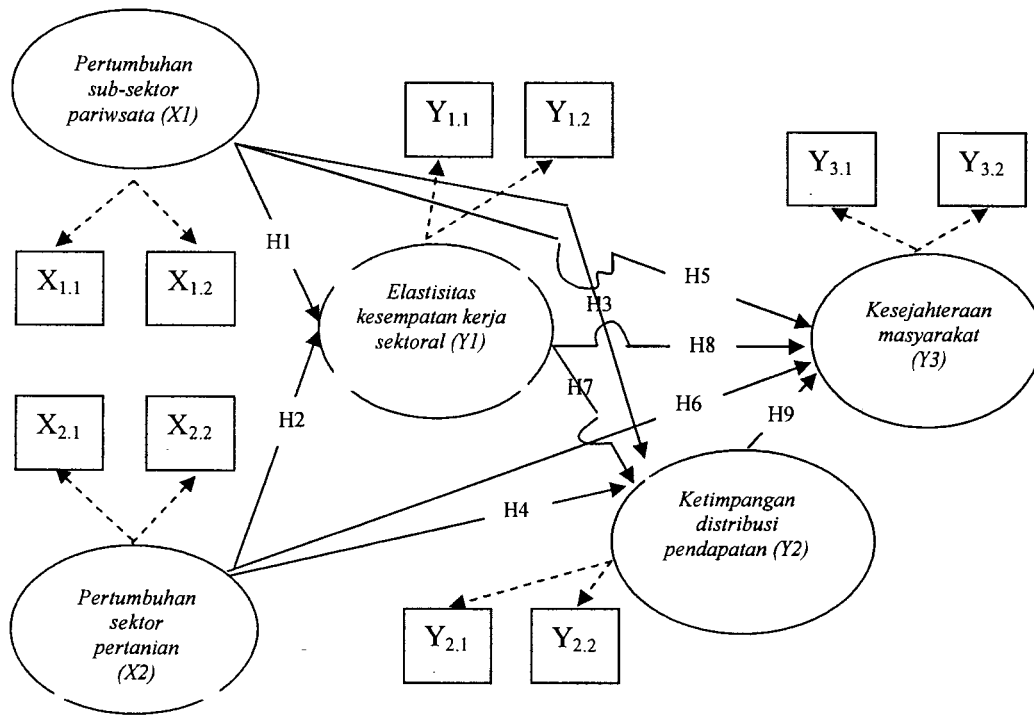 Pertumbuhan
sub-sektor
pariwsata (X1)
Y1.1
Y1.2
Y3.1
Y3.2
H1
X1.1
X1.2
Elastisitas
kesempatan kerja
sektoral (Y1)
H3
H5
Kesejahteraan
masyarakat
(Y3)
H8
H7
H6
H9
X2.1
X2.2
H2
H4
Ketimpangan
distribusi
pendapatan (Y2)
Pertumbuhan
sektor
pertanian
(X2)
Y2.1
Y2.2